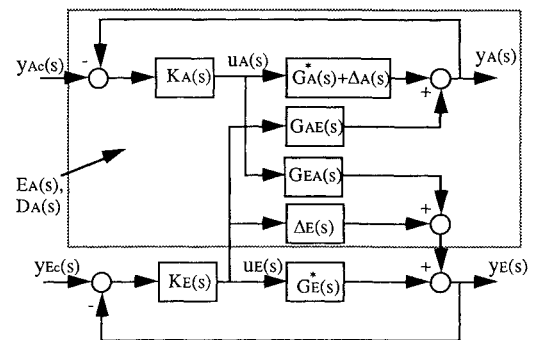 -
yAc(s)
KA(s)
uA(s)
G*A(s)+ΔA(s)
+
yA(s)
GAE(s)
GEA(s)
EA(s),
DA(s)
ΔE(s)
+
yEc(s)
-
KE(s)
uE(s)
G*E(s)
+
yE(s)